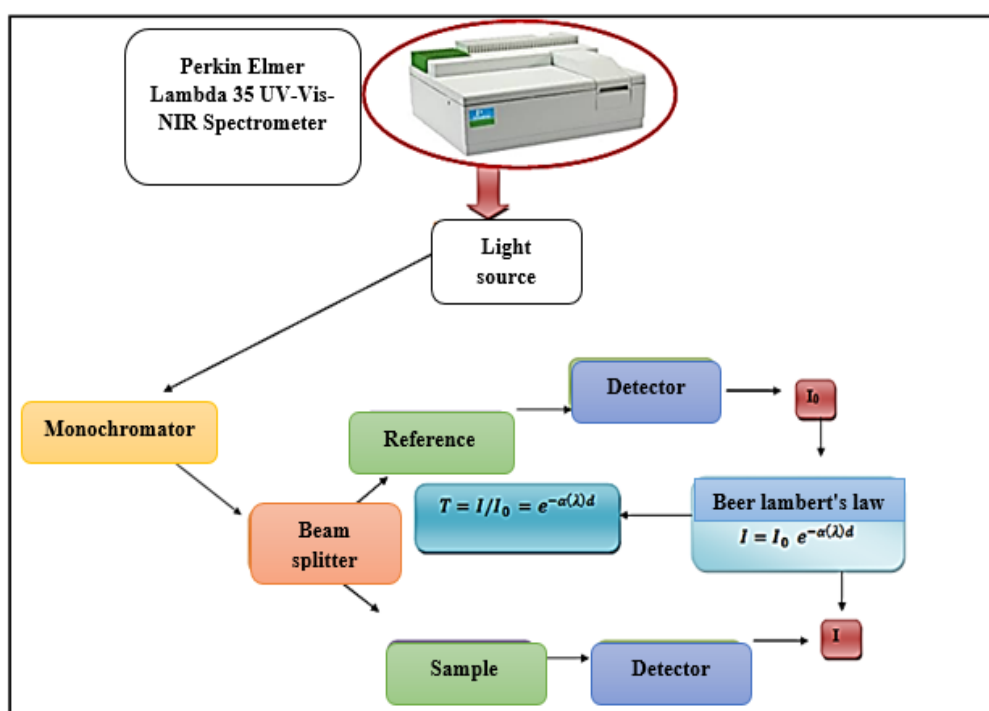 Perkin Elmer
Lambda 35 UV-Vis-
NIR Spectrometer
Light
source
Monochromator
Beam
splitter
Reference
Detector
I₀
Beer lambert's law
I = I₀ e^{-α(λ)d}
T = I/I₀ = e^{-α(λ)d}
Sample
Detector
I